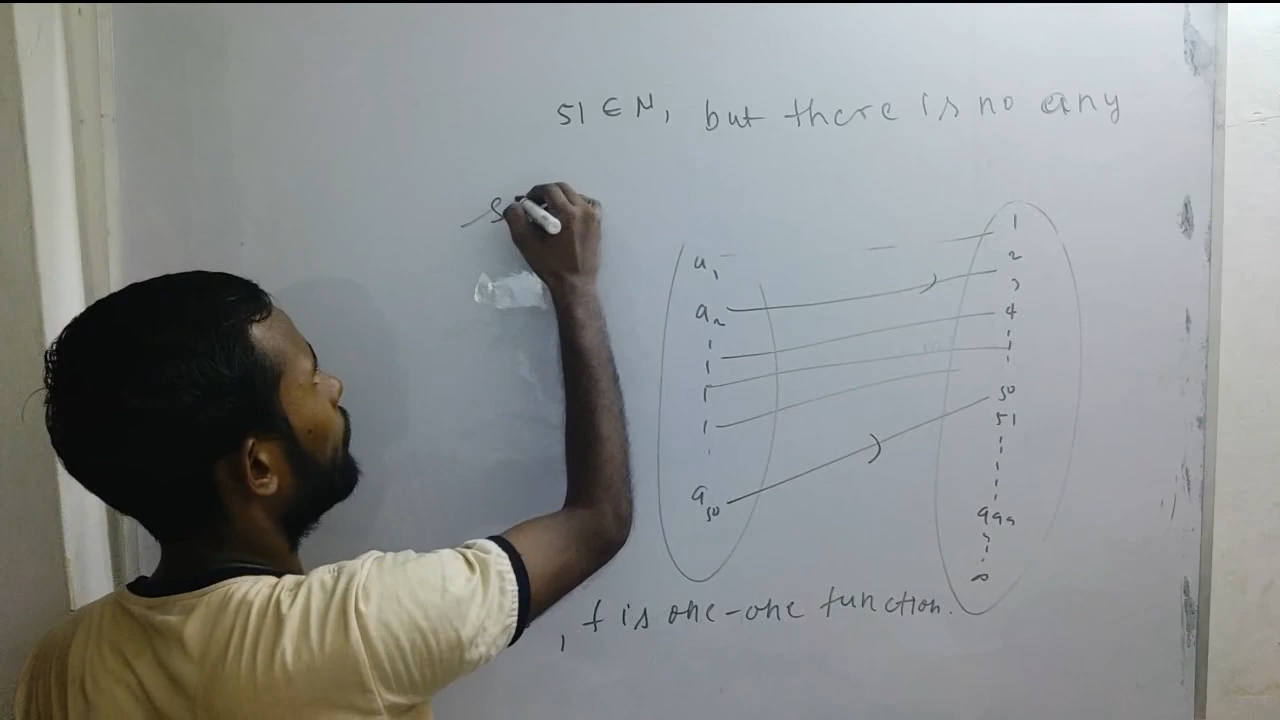 51 ∈ N, but there is no any
s
a1
a2
a50
1
2
3
4
50
51
999
∞
, f is one-one function.